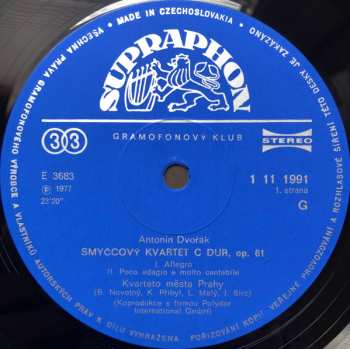 • MADE IN CZECHOSLOVAKIA •
VŠECHNA PRÁVA GRAMOFONOVÉHO VÝROBCE A VLASTNÍKŮ AUTORSKÝCH PRÁV K DÍLU VYHRAZENA. POŘIZOVÁNÍ KOPIÍ, VEŘEJNÉ PROVOZOVÁNÍ A ROZHLASOVÉ ŠÍŘENÍ TÉTO DESKY JE ZAKÁZÁNO
SUPRAPHON
33
GRAMOFONOVÝ KLUB
STEREO
E 3683
1 11 1991
℗ 1977
1. strana
23'20"
G
Antonín Dvořák
SMYČCOVÝ KVARTET C DUR, op. 61
I. Allegro
II. Poco adagio e molto cantabile
Kvarteto města Prahy
(B. Novotný, K. Přibyl, L. Malý, J. Širc)
(Koprodukce s firmou Polydor
International GmbH)